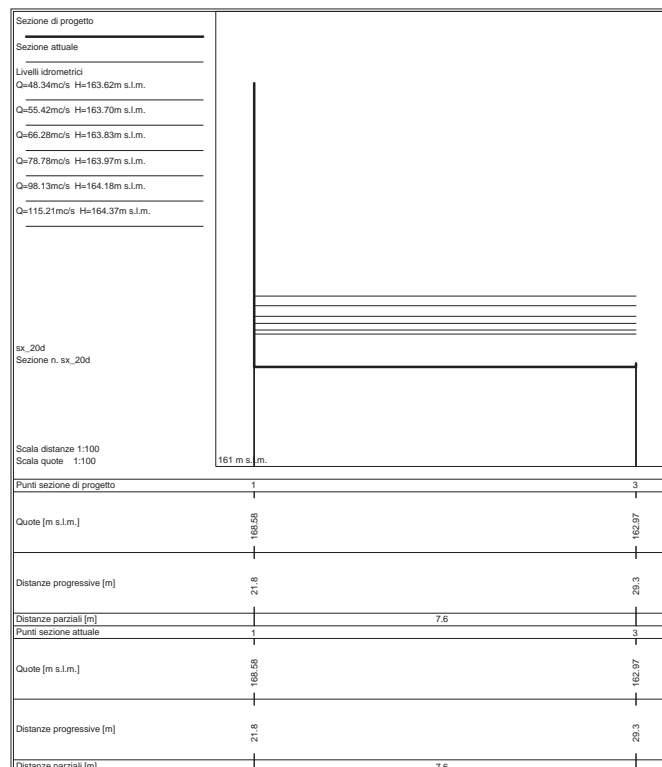 Sezione di progetto
Sezione attuale
Livelli idrometrici
Q=48.34mc/s H=163.62m s.l.m.
Q=55.42mc/s H=163.70m s.l.m.
Q=66.28mc/s H=163.83m s.l.m.
Q=78.78mc/s H=163.97m s.l.m.
Q=98.13mc/s H=164.18m s.l.m.
Q=115.21mc/s H=164.37m s.l.m.
sx_20d
Sezione n. sx_20d
Scala distanze 1:100
Scala quote 1:100
161 m s.l.m.
Punti sezione di progetto 1 3
Quote [m s.l.m.] 168.58 162.97
Distanze progressive [m] 21.8 29.3
Distanze parziali [m] 7.6
Punti sezione attuale 1 3
Quote [m s.l.m.] 168.58 162.97
Distanze progressive [m] 21.8 29.3
Distanze parziali [m] 7.6